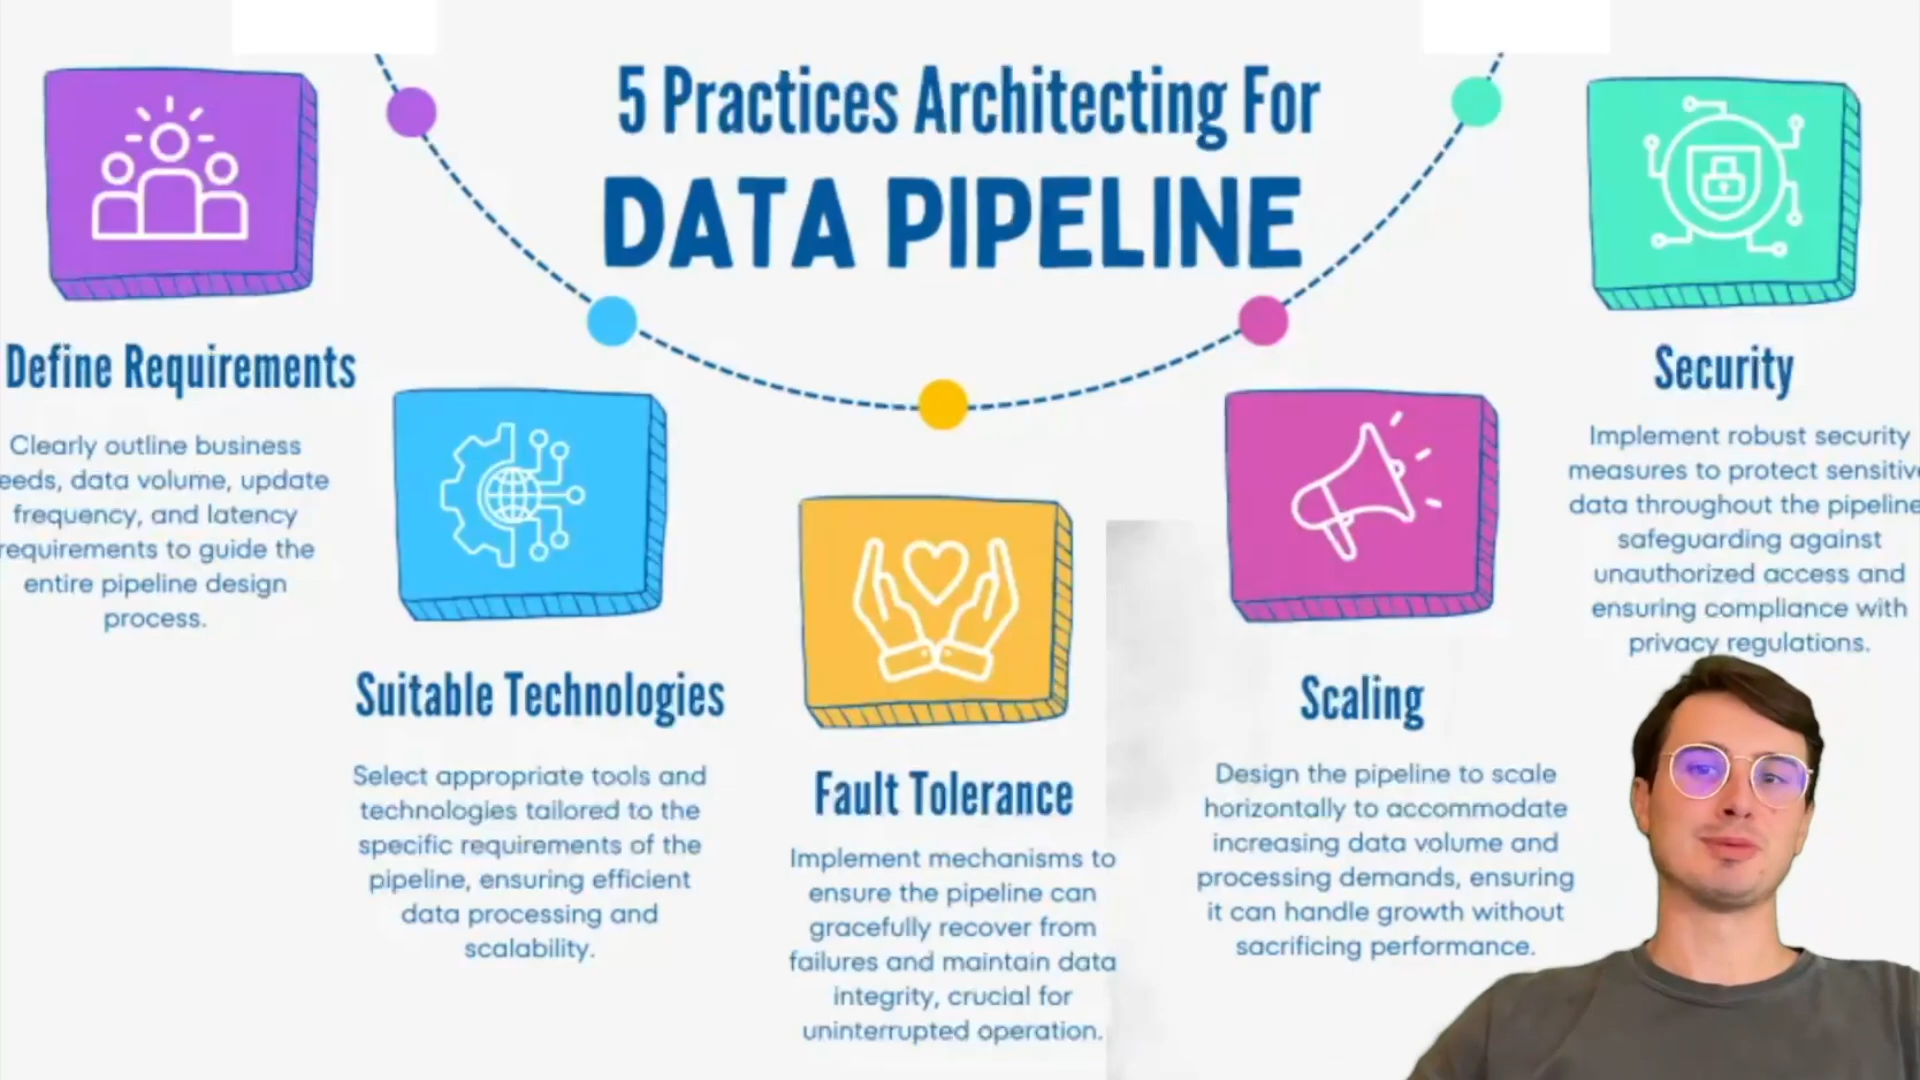 5 Practices Architecting For
DATA PIPELINE
Define Requirements
Clearly outline business
eeds, data volume, update
frequency, and latency
requirements to guide the
entire pipeline design
process.
Suitable Technologies
Select appropriate tools and
technologies tailored to the
specific requirements of the
pipeline, ensuring efficient
data processing and
scalability.
Fault Tolerance
Implement mechanisms to
ensure the pipeline can
gracefully recover from
failures and maintain data
integrity, crucial for
uninterrupted operation.
Scaling
Design the pipeline to scale
horizontally to accommodate
increasing data volume and
processing demands, ensuring
it can handle growth without
sacrificing performance.
Security
Implement robust security
measures to protect sensitive
data throughout the pipeline
safeguarding against
unauthorized access and
ensuring compliance with
privacy regulations.